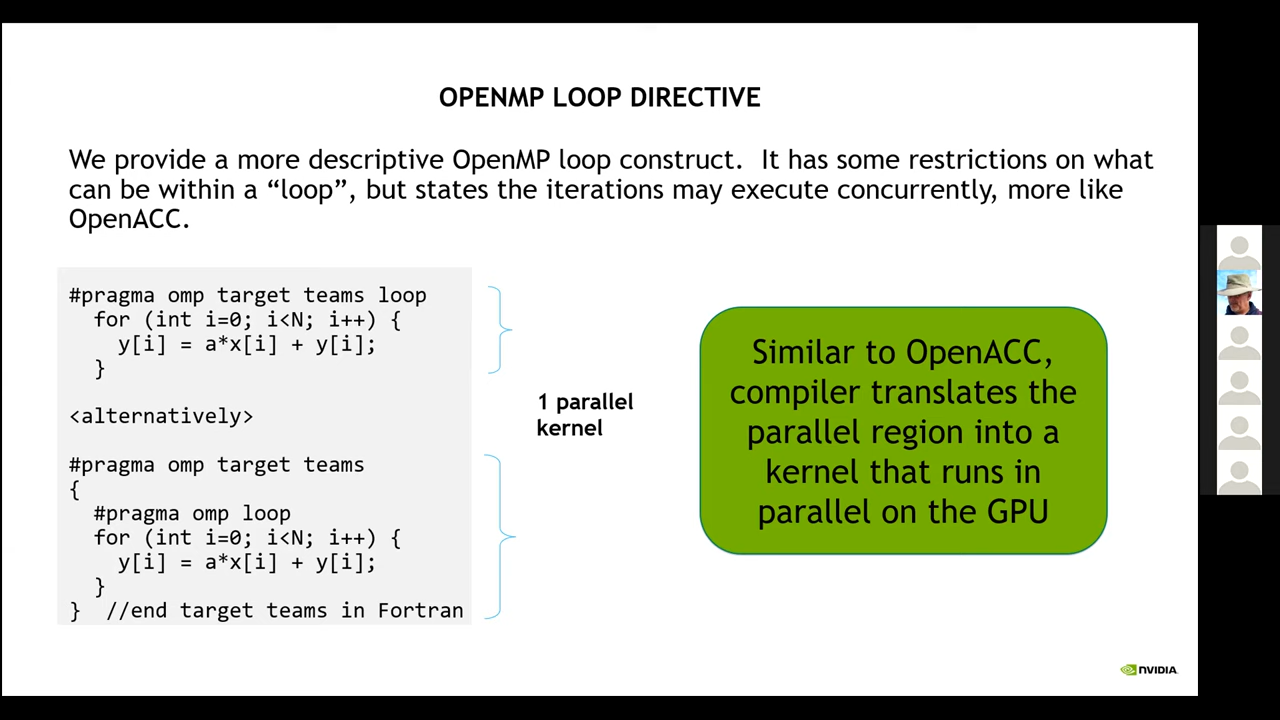 OPENMP LOOP DIRECTIVE
We provide a more descriptive OpenMP loop construct.  It has some restrictions on what
can be within a “loop”, but states the iterations may execute concurrently, more like
OpenACC.
#pragma omp target teams loop
  for (int i=0; i<N; i++) {
    y[i] = a*x[i] + y[i];
  }
<alternatively>
#pragma omp target teams
{
  #pragma omp loop
  for (int i=0; i<N; i++) {
    y[i] = a*x[i] + y[i];
  }
}  //end target teams in Fortran
1 parallel
kernel
Similar to OpenACC,
compiler translates the
parallel region into a
kernel that runs in
parallel on the GPU
NVIDIA